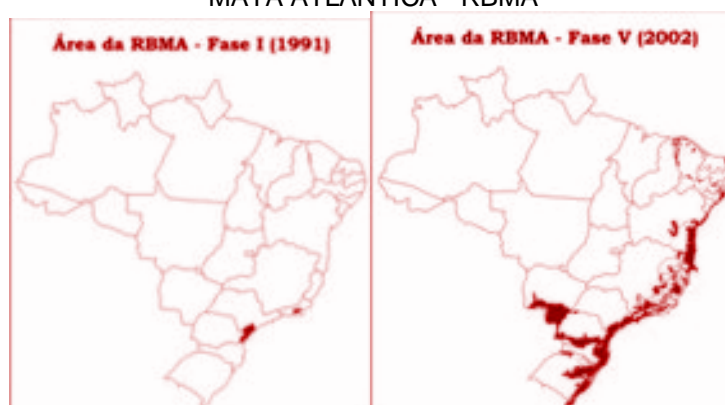 MATA ATLÂNTICA - RBMA
Área da RBMA - Fase I (1991)
Área da RBMA - Fase V (2002)